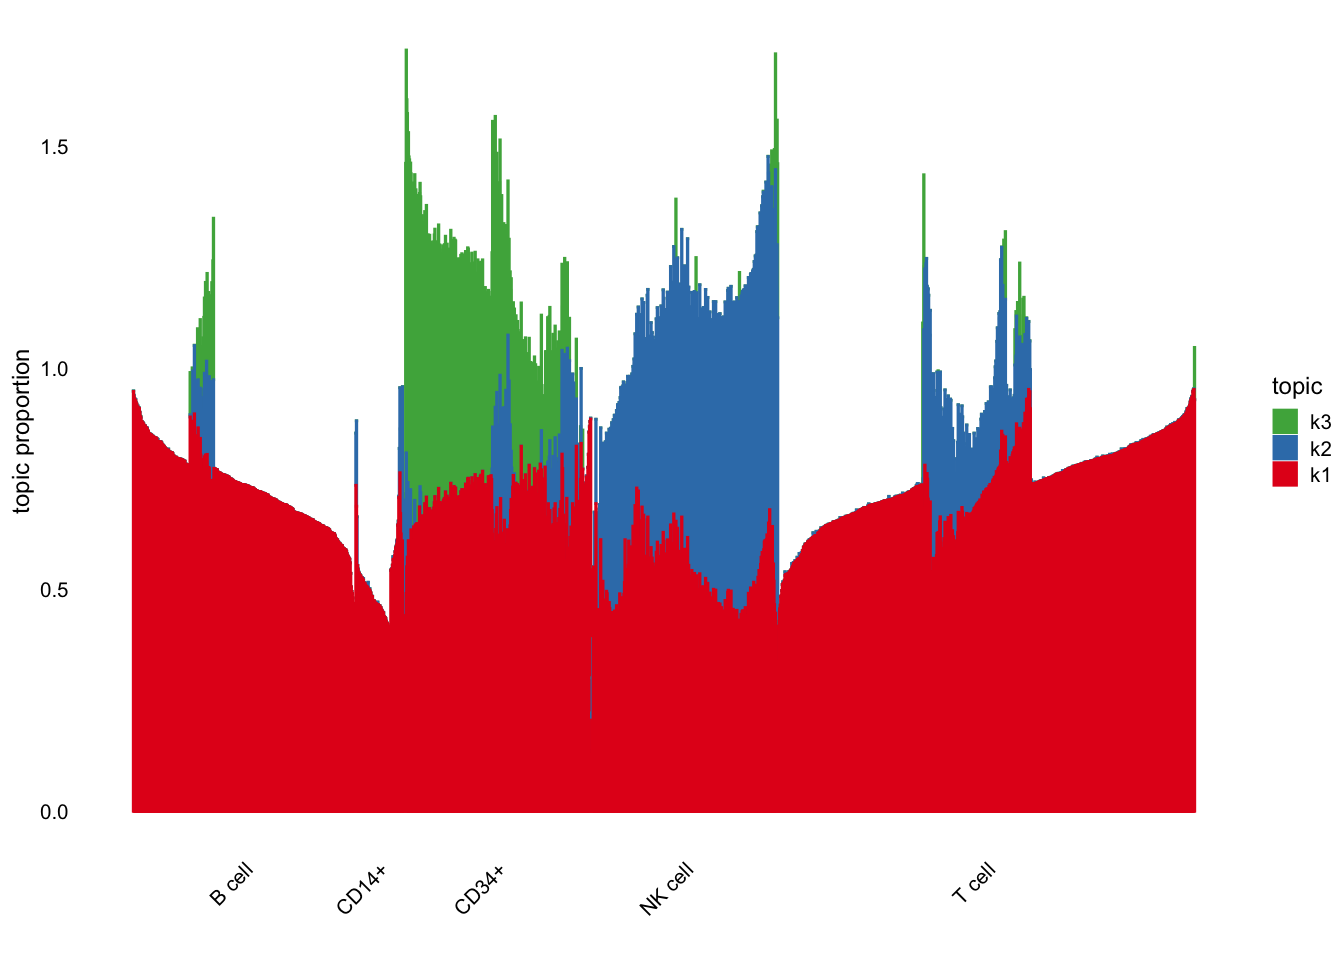 topic proportion
1.5
1.0
0.5
0.0
B cell
CD14+
CD34+
NK cell
T cell
topic
k3
k2
k1